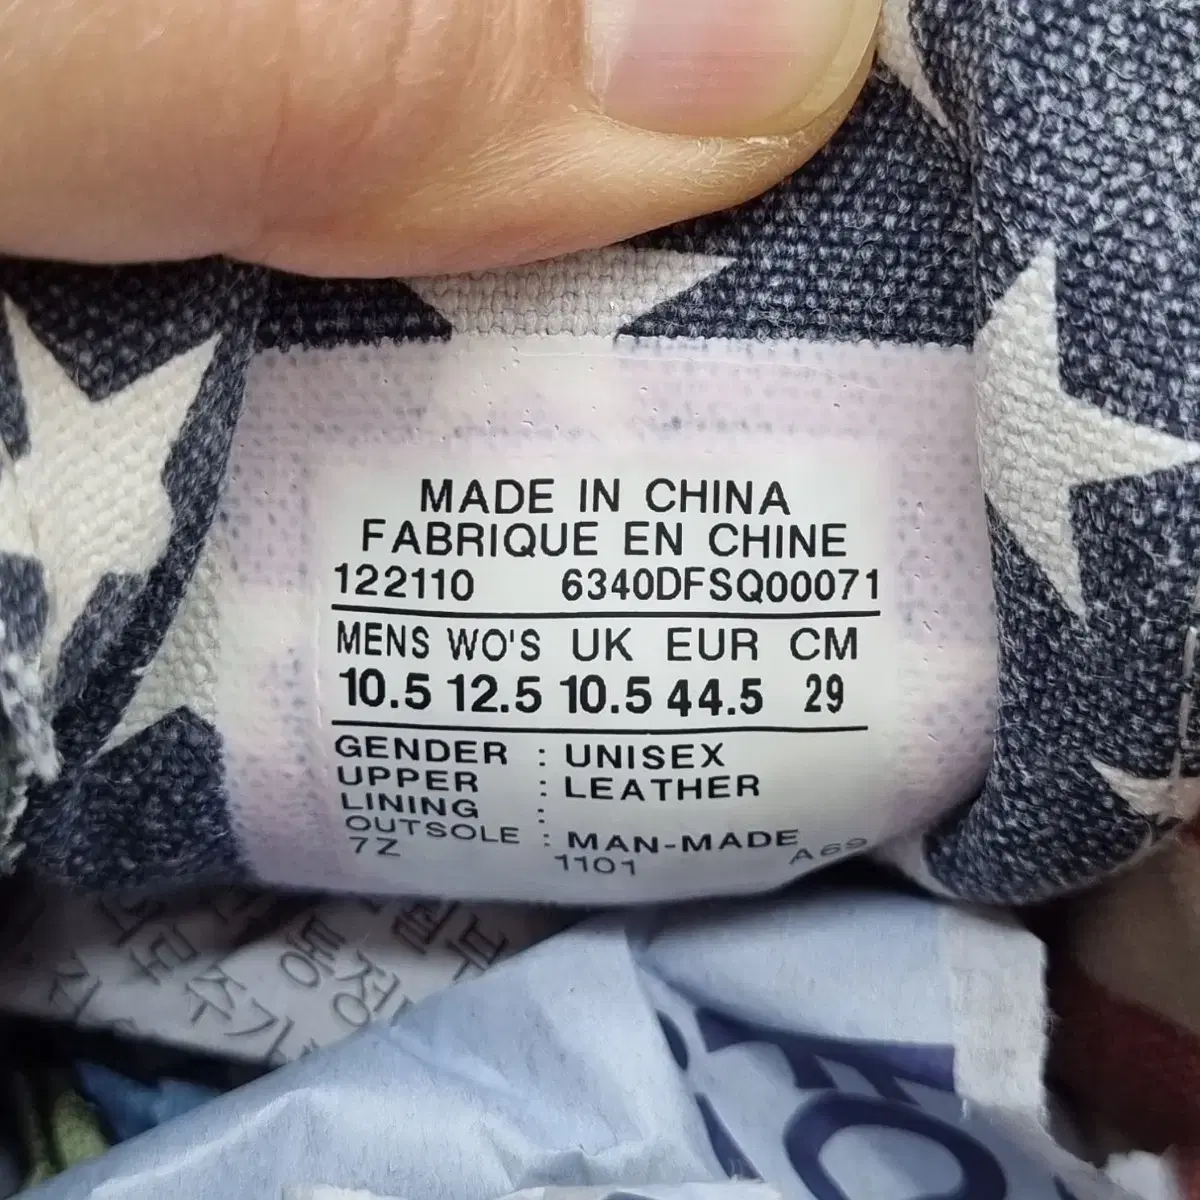 MADE IN CHINA
FABRIQUE EN CHINE
122110 6340DFSQ00071
MENS WO'S UK EUR CM
10.5 12.5 10.5 44.5 29
GENDER : UNISEX
UPPER : LEATHER
LINING :
OUTSOLE : MAN-MADE
7Z 1101 A69